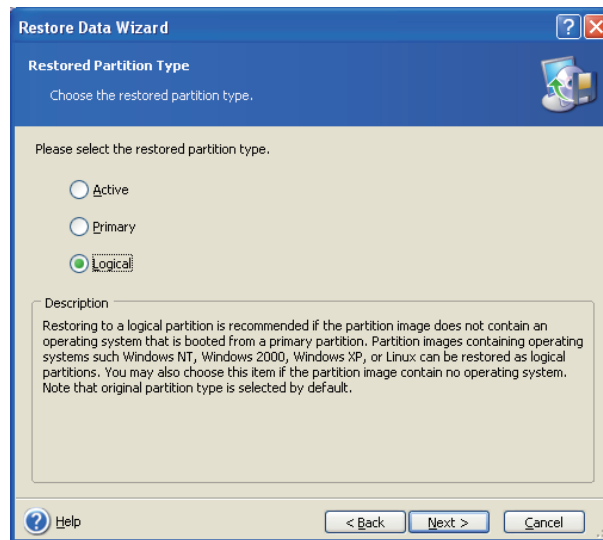 Restore Data Wizard
Restored Partition Type
Choose the restored partition type.
Please select the restored partition type.
Active
Primary
Logical
Description
Restoring to a logical partition is recommended if the partition image does not contain an
operating system that is booted from a primary partition. Partition images containing operating
systems such Windows NT, Windows 2000, Windows XP, or Linux can be restored as logical
partitions. You may also choose this item if the partition image contain no operating system.
Note that original partition type is selected by default.
Help
< Back
Next >
Cancel